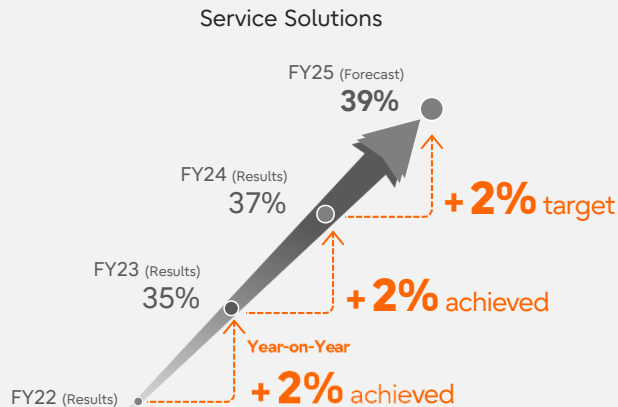 Service Solutions
FY25 (Forecast)
39%
FY24 (Results)
37%
+ 2% target
FY23 (Results)
35%
+ 2% achieved
Year-on-Year
FY22 (Results)
+ 2% achieved